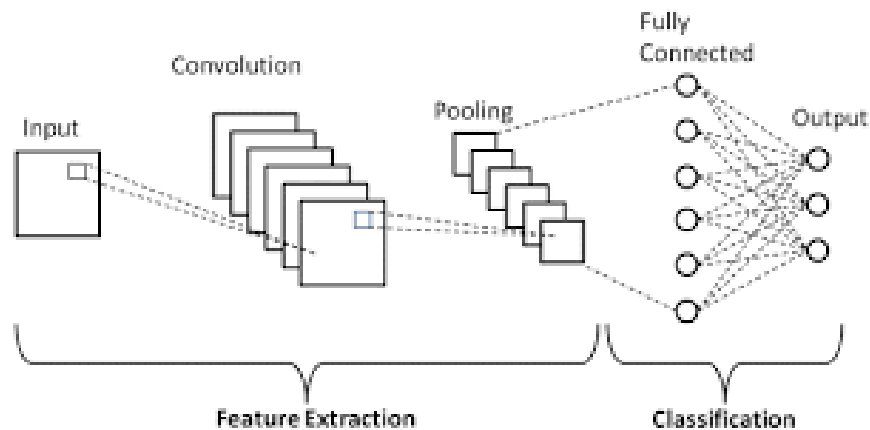 Input
Convolution
Pooling
Fully
Connected
Output
Feature Extraction
Classification